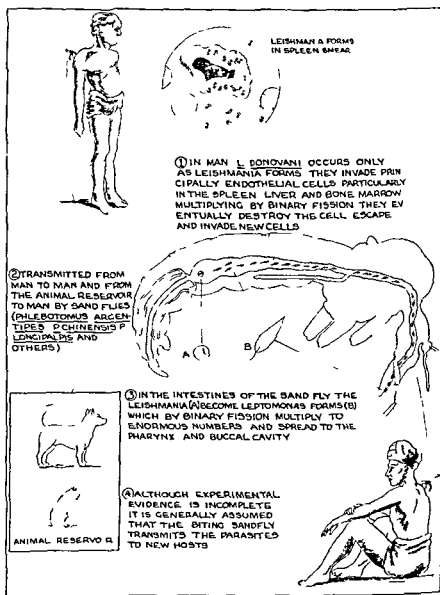 LEISHMAN A FORMS
IN SPLEEN SMEAR
① IN MAN L. DONOVANI OCCURS ONLY
AS LEISHMANIA FORMS THEY INVADE PRIN
CIPALLY ENDOTHELIAL CELLS PARTICULARLY
IN THE SPLEEN LIVER AND BONE MARROW
MULTIPLYING BY BINARY FISSION THEY EV
ENTUALLY DESTROY THE CELL ESCAPE
AND INVADE NEW CELLS
② TRANSMITTED FROM
MAN TO MAN AND FROM
THE ANIMAL RESERVOIR
TO MAN BY SAND FLIES
(PHLEBOTOMUS ARGEN-
TIPES P CHINENSIS P
LONGIPALPIS AND
OTHERS)
A
B
③ IN THE INTESTINES OF THE SAND FLY THE
LEISHMANIA(A)BECOME LEPTOMONAS FORMS(B)
WHICH BY BINARY FISSION MULTIPLY TO
ENORMOUS NUMBERS AND SPREAD TO THE
PHARYNX AND BUCCAL CAVITY
④ ALTHOUGH EXPERIMENTAL
EVIDENCE IS INCOMPLETE
IT IS GENERALLY ASSUMED
THAT THE BITING SANDFLY
TRANSMITS THE PARASITES
TO NEW HOSTS
ANIMAL RESERVO R